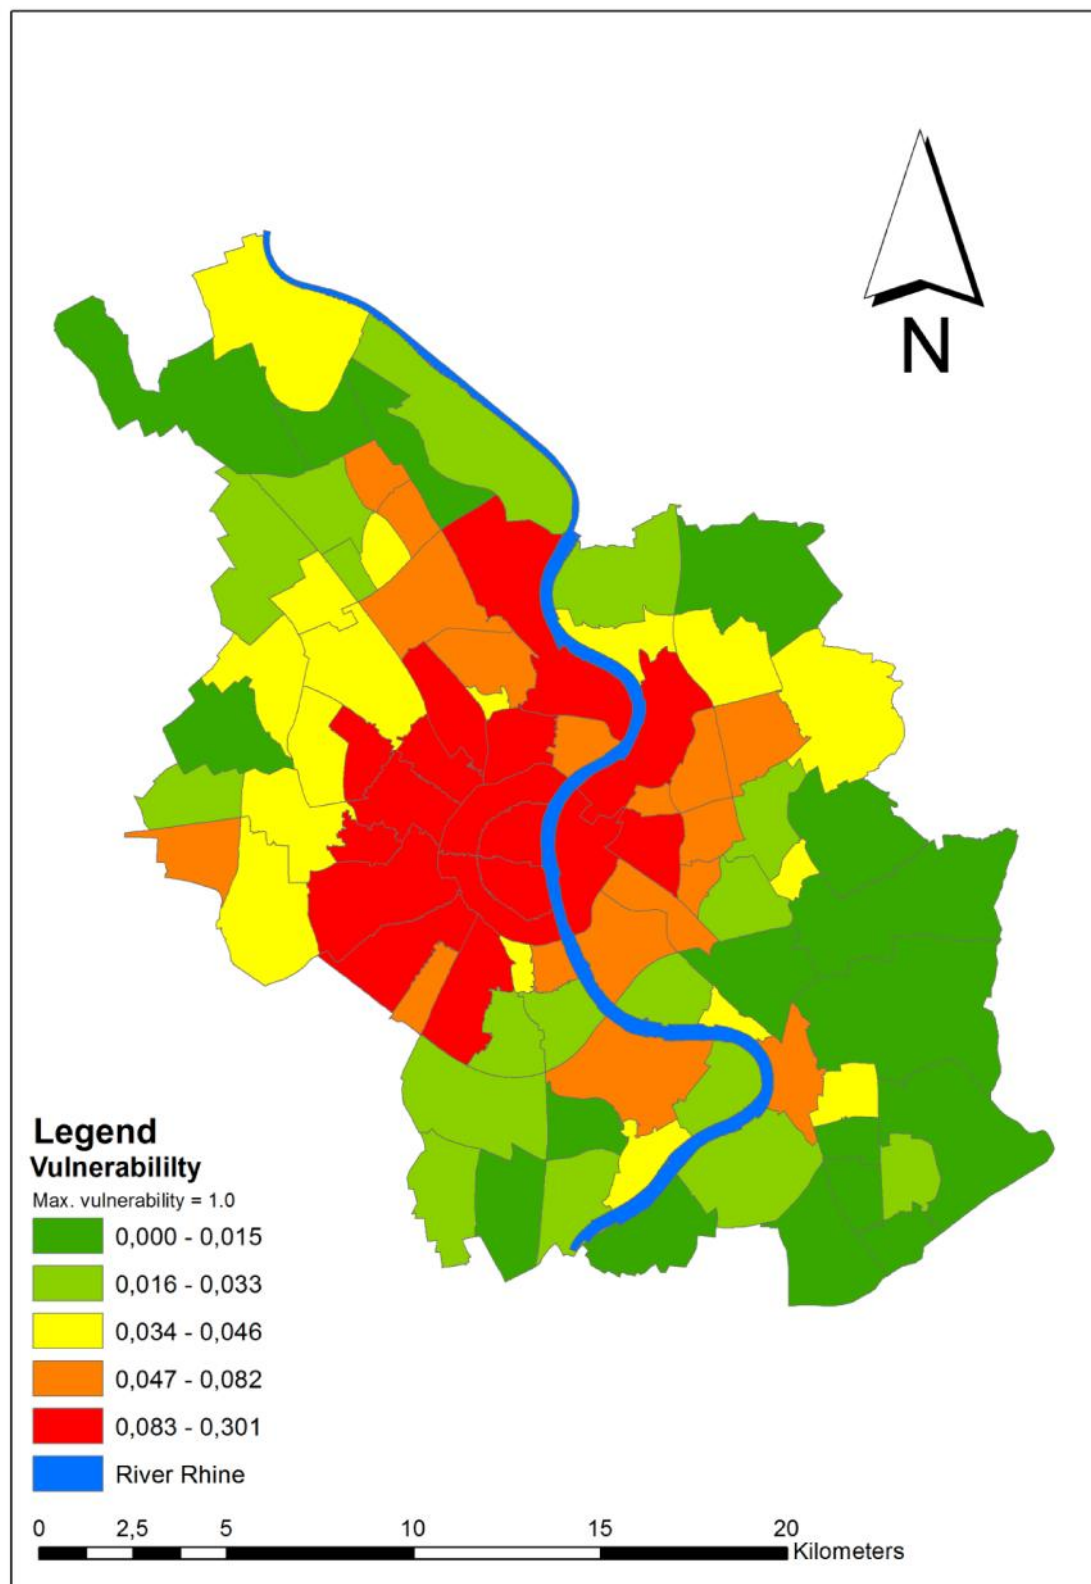 N
Legend
Vulnerabililty
Max. vulnerability = 1.0
0,000 - 0,015
0,016 - 0,033
0,034 - 0,046
0,047 - 0,082
0,083 - 0,301
River Rhine
0 2,5 5 10 15 20
Kilometers